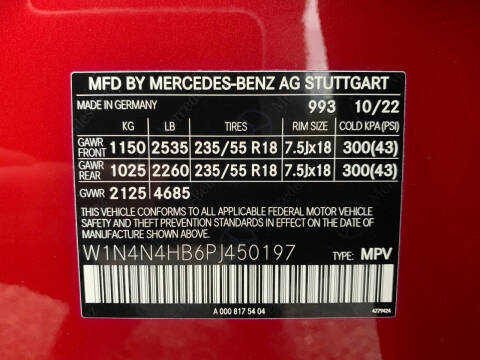 MFD BY MERCEDES-BENZ AG STUTTGART
MADE IN GERMANY 993 10/22
KG LB TIRES RIM SIZE COLD KPA (PSI)
GAWR FRONT 1150 2535 235/55 R18 7.5Jx18 300(43)
GAWR REAR 1025 2260 235/55 R18 7.5Jx18 300(43)
GVWR 2125 4685
THIS VEHICLE CONFORMS TO ALL APPLICABLE FEDERAL MOTOR VEHICLE
SAFETY AND THEFT PREVENTION STANDARDS IN EFFECT ON THE DATE
OF MANUFACTURE SHOWN ABOVE.
W1N4N4HB6PJ450197 TYPE: MPV
A 000 817 54 04 4279424